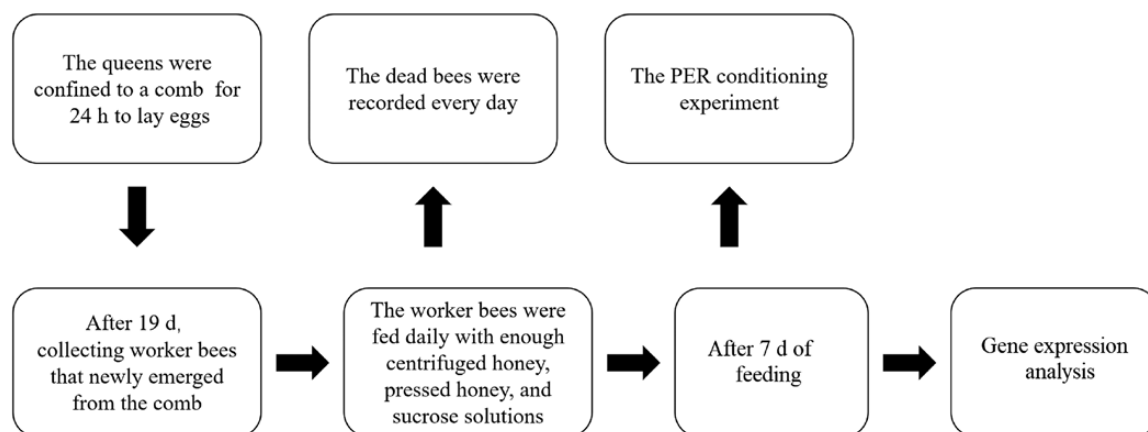 The queens were
confined to a comb for
24 h to lay eggs
The dead bees were
recorded every day
The PER conditioning
experiment
After 19 d,
collecting worker bees
that newly emerged
from the comb
The worker bees were
fed daily with enough
centrifuged honey,
pressed honey, and
sucrose solutions
After 7 d of
feeding
Gene expression
analysis